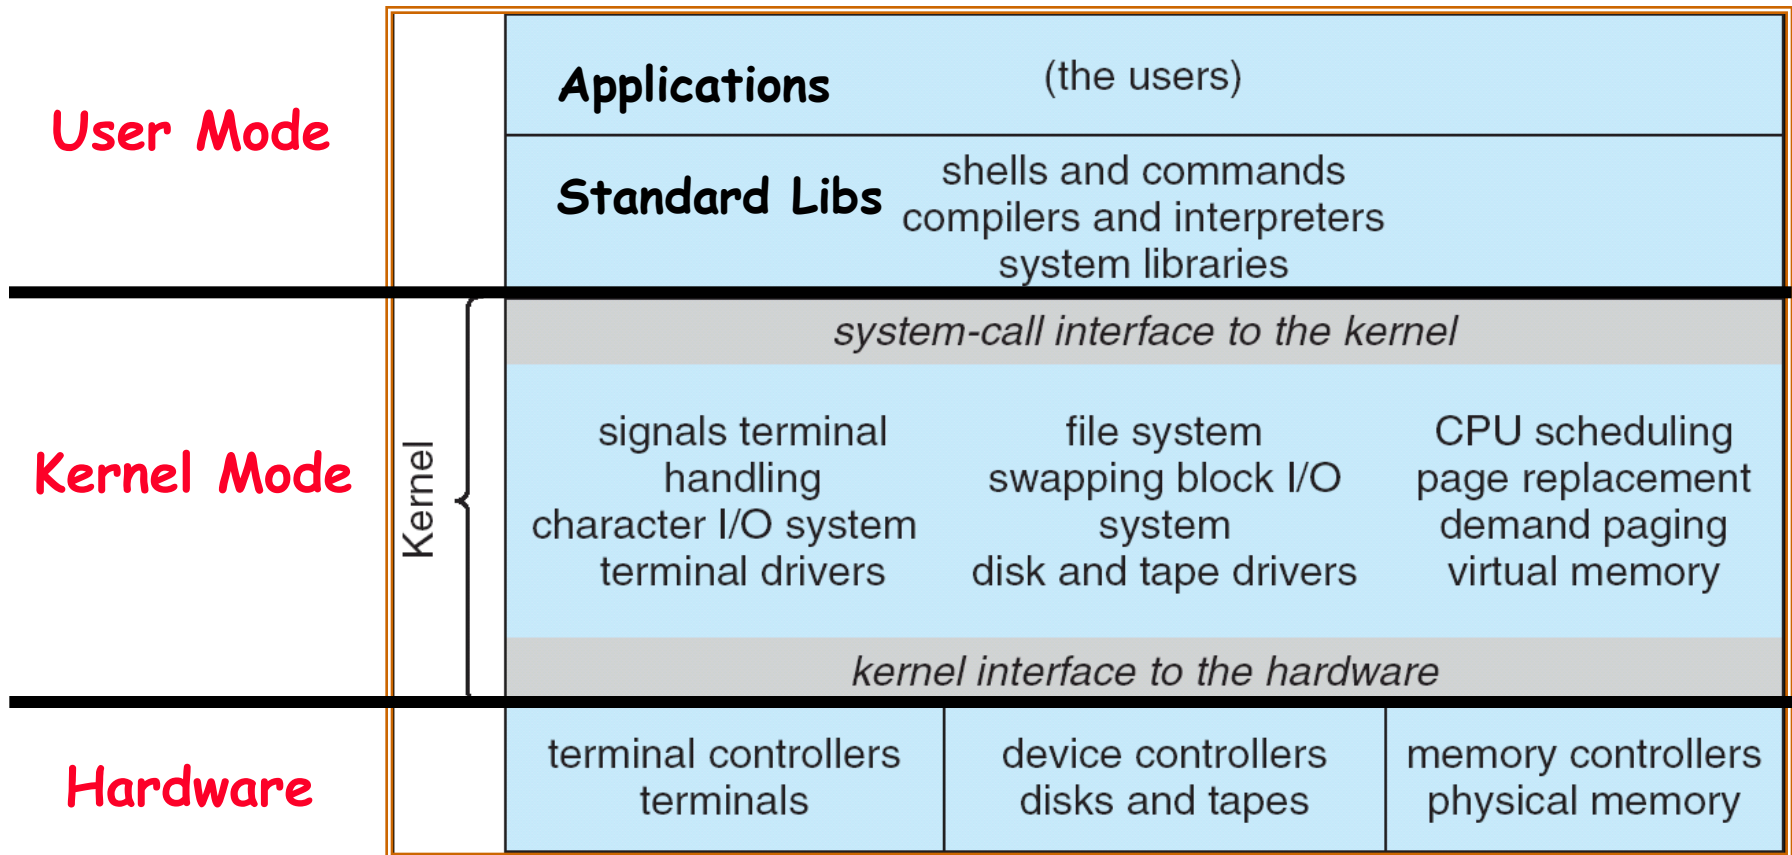 User Mode
Applications
(the users)
Standard Libs
shells and commands
compilers and interpreters
system libraries
Kernel Mode
Kernel
system-call interface to the kernel
signals terminal
handling
character I/O system
terminal drivers
file system
swapping block I/O
system
disk and tape drivers
CPU scheduling
page replacement
demand paging
virtual memory
kernel interface to the hardware
Hardware
terminal controllers
terminals
device controllers
disks and tapes
memory controllers
physical memory